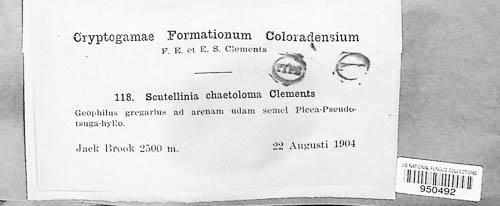 Cryptogamae Formationum Coloradensium
F. E. et E. S. Clements
118. Scutellinia chaetoloma Clements
Geophilus gregarius ad arenam udam semel Picea-Pseudo-
tsuga-hylio.
Jack Brook 2500 m. 22 Augusti 1904
US NATIONAL FUNGUS COLLECTIONS
950492